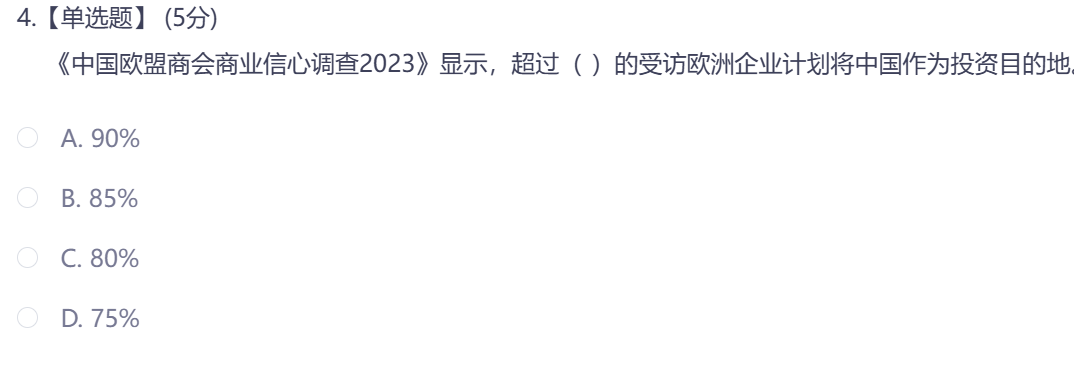 4.【单选题】 (5分)
《中国欧盟商会商业信心调查2023》显示，超过（ ）的受访欧洲企业计划将中国作为投资目的地。
A. 90%
B. 85%
C. 80%
D. 75%